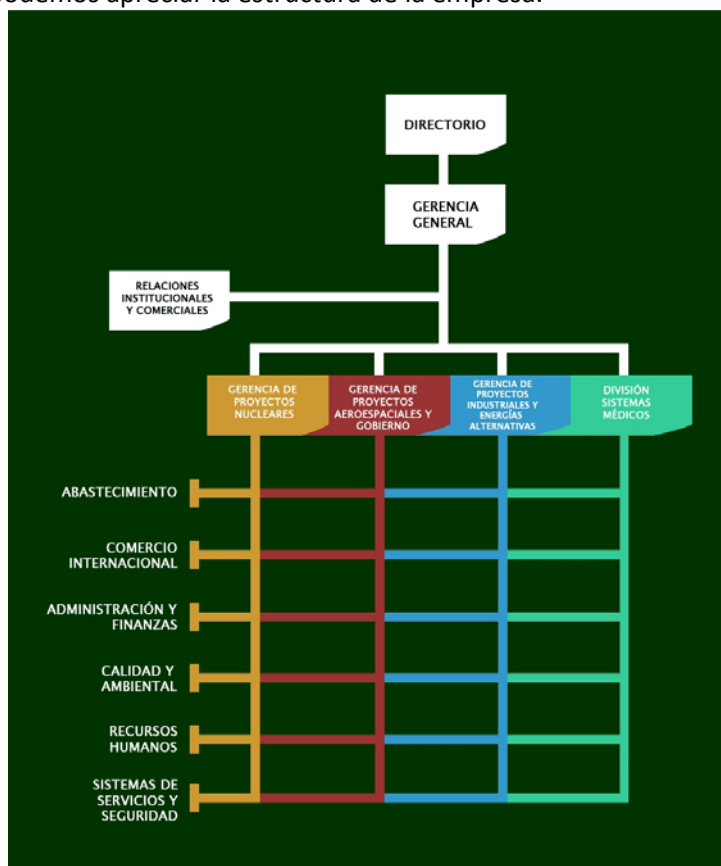 podemos apreciar la estructura de la empresa.
DIRECTORIO
GERENCIA
GENERAL
RELACIONES
INSTITUCIONALES
Y COMERCIALES
GERENCIA DE
PROYECTOS
NUCLEARES
GERENCIA DE
PROYECTOS
AEROESPACIALES Y
GOBIERNO
GERENCIA DE
PROYECTOS
INDUSTRIALES Y
ENERGÍAS
ALTERNATIVAS
DIVISIÓN
SISTEMAS
MÉDICOS
ABASTECIMIENTO
COMERCIO
INTERNACIONAL
ADMINISTRACIÓN Y
FINANZAS
CALIDAD Y
AMBIENTAL
RECURSOS
HUMANOS
SISTEMAS DE
SERVICIOS Y
SEGURIDAD